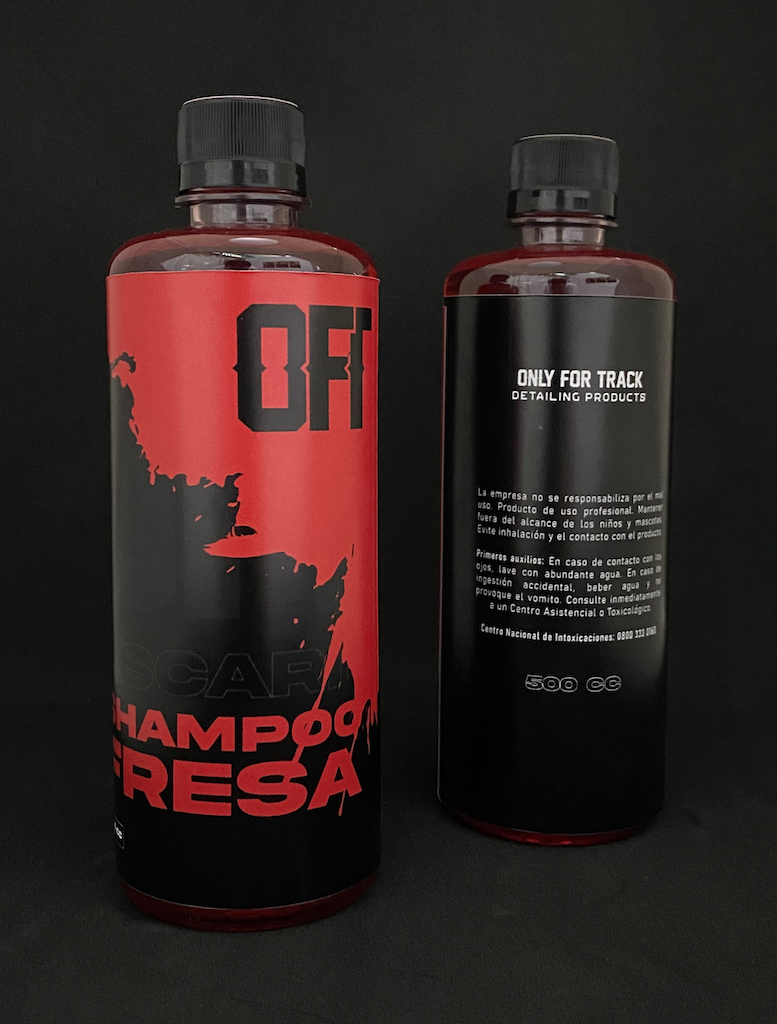 OFT
SCAR
SHAMPOO
FRESA
cc
ONLY FOR TRACK
DETAILING PRODUCTS
La empresa no se responsabiliza por el mal
uso. Producto de uso profesional. Mantener
fuera del alcance de los niños y mascotas.
Evite inhalación y el contacto con el producto.
Primeros auxilios: En caso de contacto con los
ojos, lave con abundante agua. En caso de
ingestión accidental, beber agua y no
provoque el vomito. Consulte inmediatamente
a un Centro Asistencial o Toxicológico.
Centro Nacional de Intoxicaciones: 0800 333 0160
500 CC